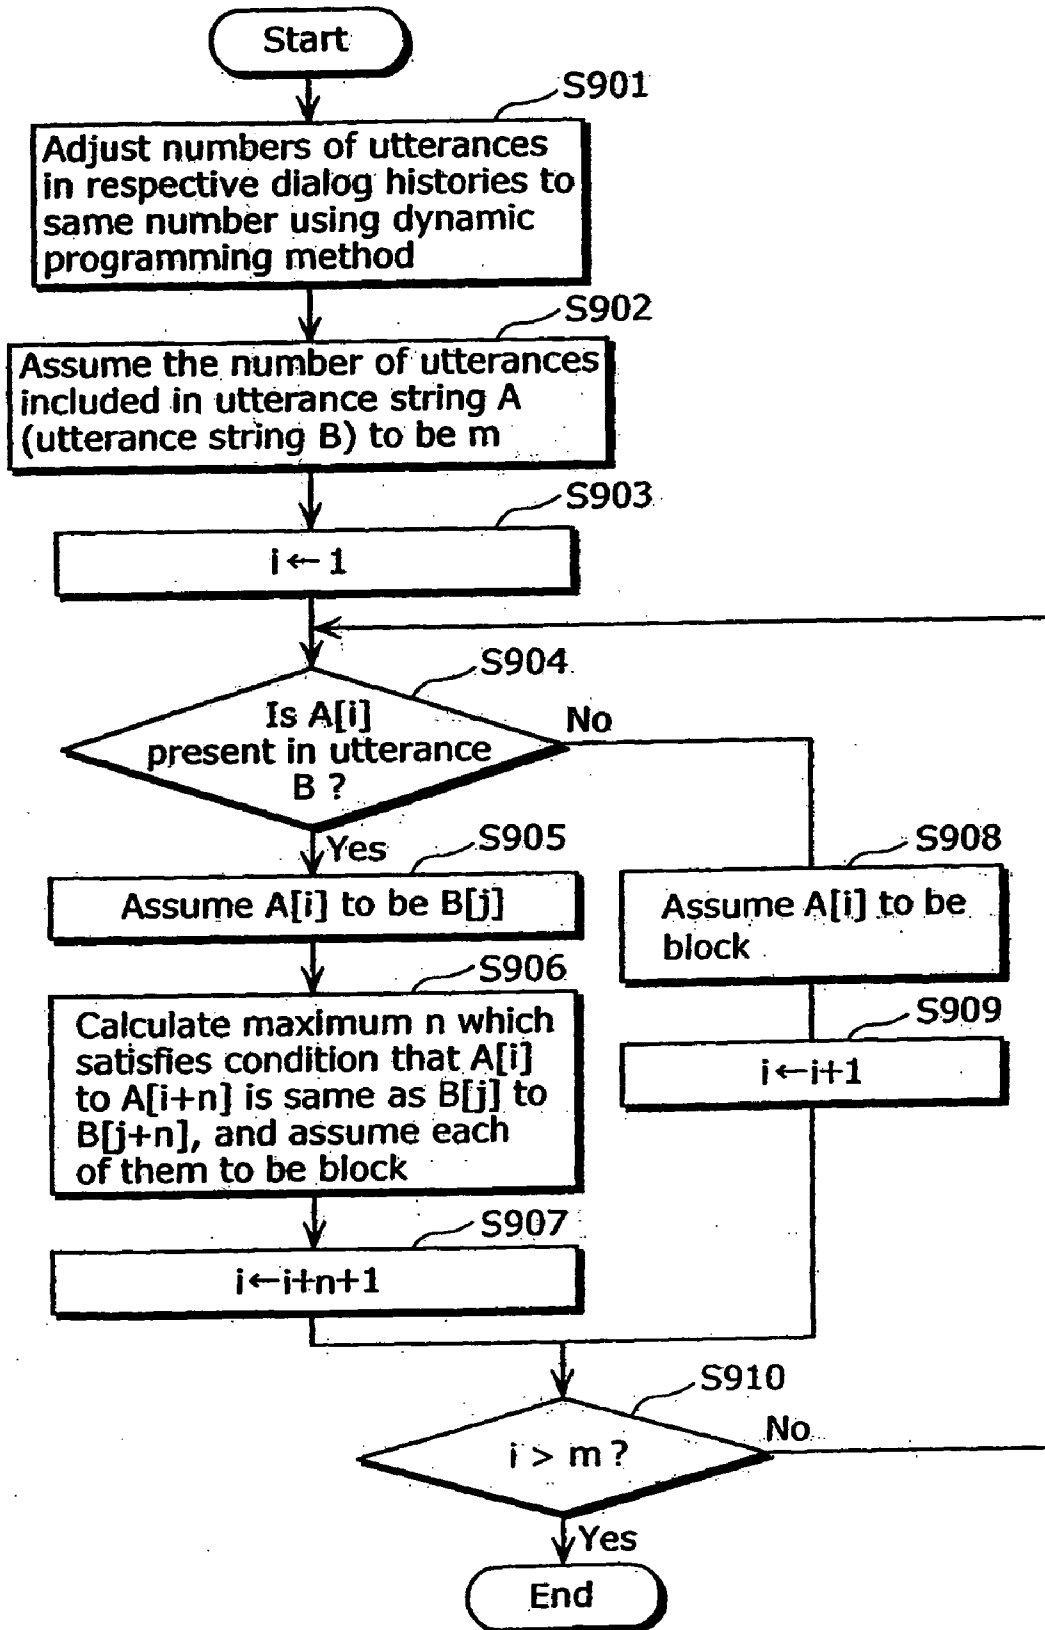 Start
S901
Adjust numbers of utterances
in respective dialog histories to
same number using dynamic
programming method
S902
Assume the number of utterances
included in utterance string A
(utterance string B) to be m
S903
i←1
S904
Is A[i]
present in utterance
B ?
No
Yes
S905
Assume A[i] to be B[j]
S906
Calculate maximum n which
satisfies condition that A[i]
to A[i+n] is same as B[j] to
B[j+n], and assume each
of them to be block
S907
i←i+n+1
S908
Assume A[i] to be
block
S909
i←i+1
S910
i > m ?
No
Yes
End